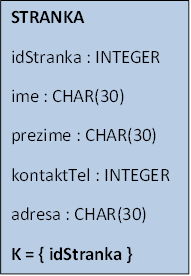 STRANKA
idStranka : INTEGER
ime : CHAR(30)
prezime : CHAR(30)
kontaktTel : INTEGER
adresa : CHAR(30)
K = { idStranka }